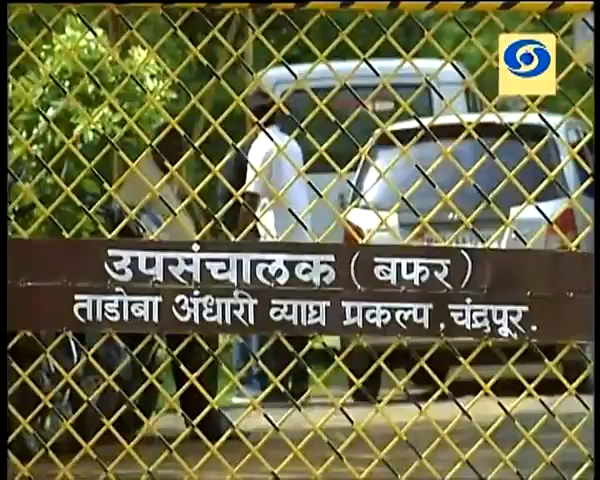 उपसंचालक (बफर)
ताडोबा अंधारी व्याघ्र प्रकल्प, चंद्रपूर.